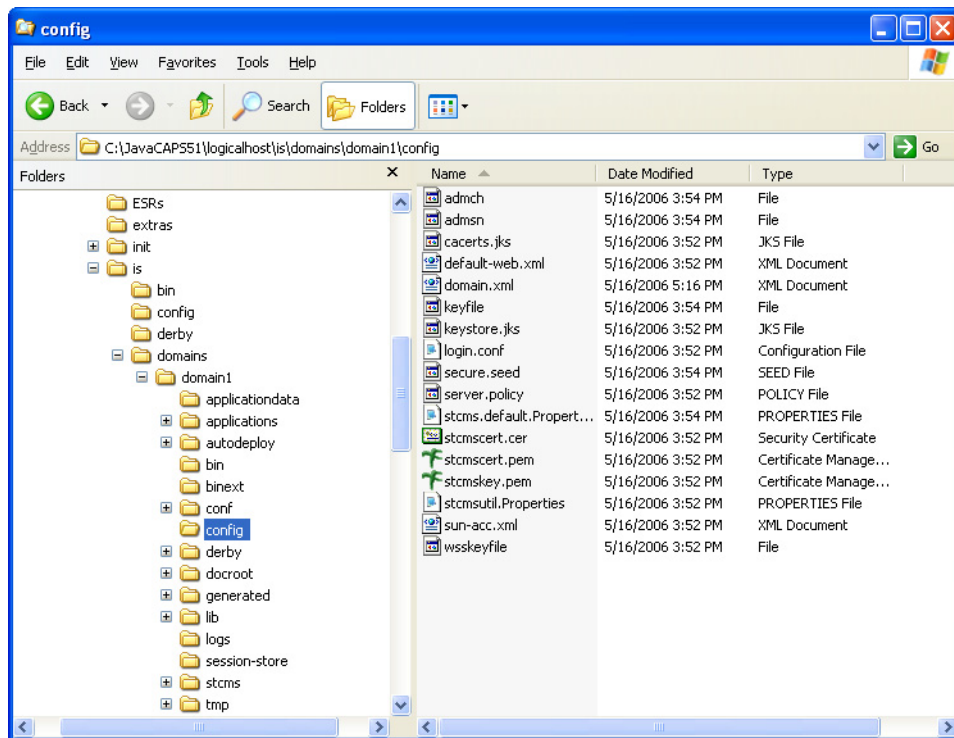 config
File Edit View Favorites Tools Help
Back Search Folders
Address C:\JavaCAPS51\logicalhost\is\domains\domain1\config Go
Folders
ESRs
extras
init
is
bin
config
derby
domains
domain1
applicationdata
applications
autodeploy
bin
binext
conf
config
derby
docroot
generated
lib
logs
session-store
stcms
tmp
Name Date Modified Type
admch 5/16/2006 3:54 PM File
admsn 5/16/2006 3:54 PM File
cacerts.jks 5/16/2006 3:52 PM JKS File
default-web.xml 5/16/2006 3:52 PM XML Document
domain.xml 5/16/2006 5:16 PM XML Document
keyfile 5/16/2006 3:54 PM File
keystore.jks 5/16/2006 3:52 PM JKS File
login.conf 5/16/2006 3:52 PM Configuration File
secure.seed 5/16/2006 3:54 PM SEED File
server.policy 5/16/2006 3:52 PM POLICY File
stcms.default.Propert... 5/16/2006 3:54 PM PROPERTIES File
stcmscert.cer 5/16/2006 3:52 PM Security Certificate
stcmscert.pem 5/16/2006 3:52 PM Certificate Manage...
stcmskey.pem 5/16/2006 3:52 PM Certificate Manage...
stcmsutil.Properties 5/16/2006 3:52 PM PROPERTIES File
sun-acc.xml 5/16/2006 3:52 PM XML Document
wsskeyfile 5/16/2006 3:52 PM File